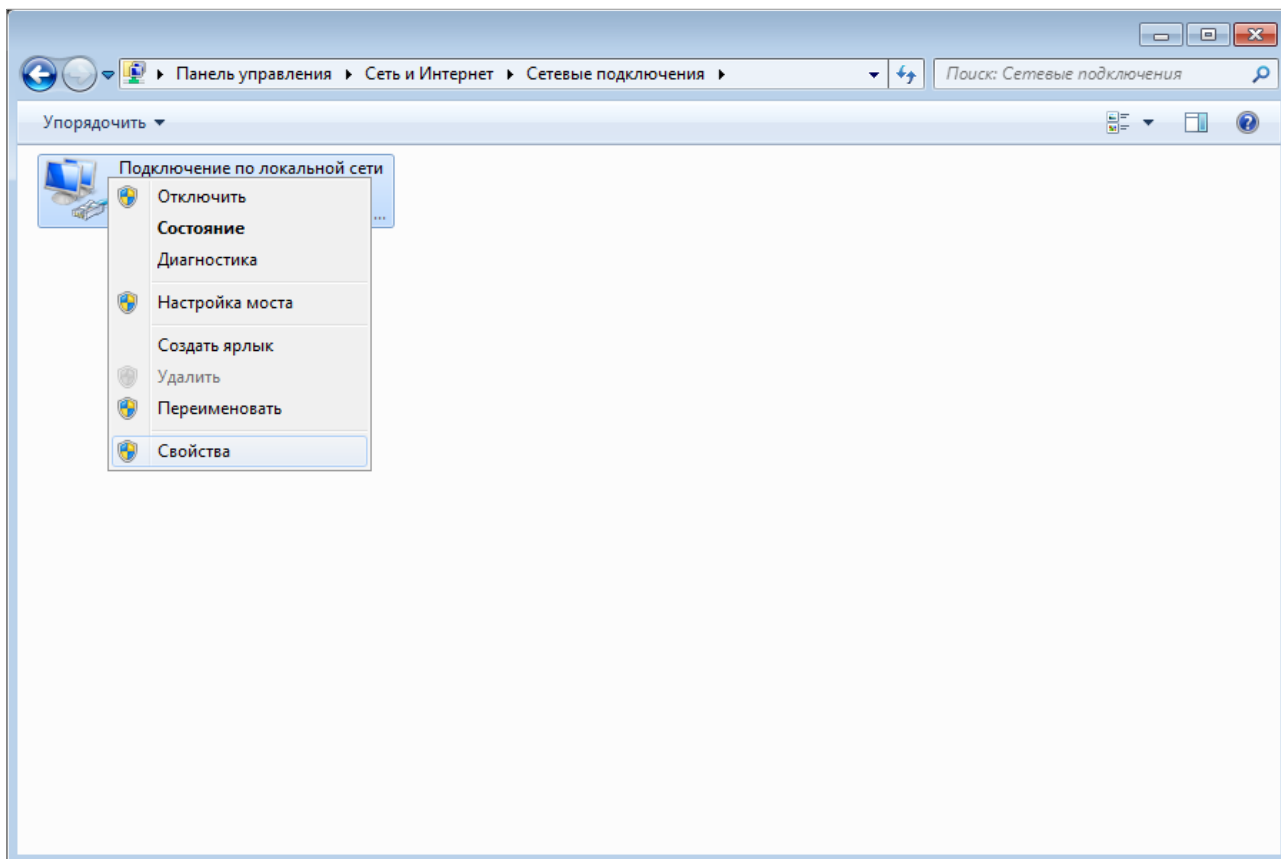 Панель управления Сеть и Интернет Сетевые подключения Поиск: Сетевые подключения
Упорядочить
Подключение по локальной сети
Отключить
...
Состояние
Диагностика
Настройка моста
Создать ярлык
Удалить
Переименовать
Свойства